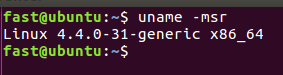 fast@ubuntu:~$ uname -msr
Linux 4.4.0-31-generic x86_64
fast@ubuntu:~$